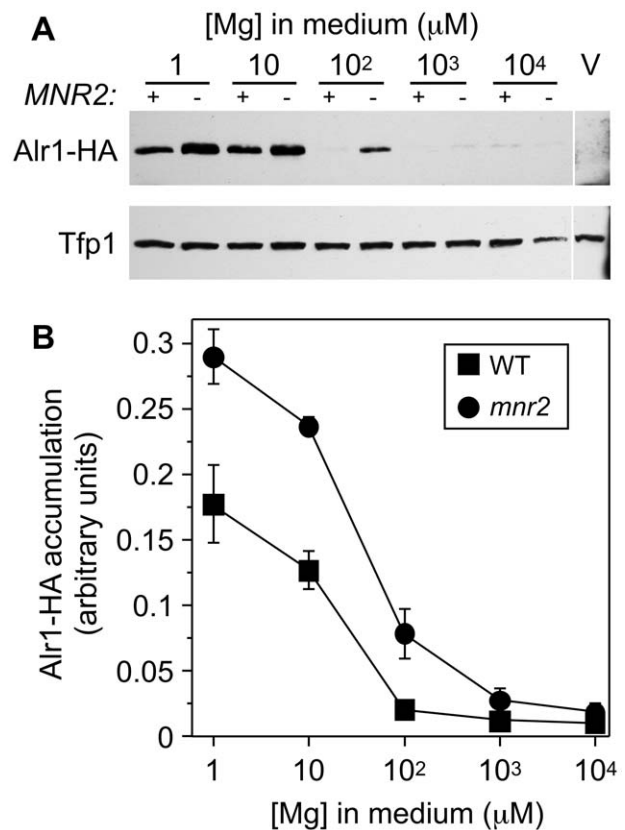 A
[Mg] in medium (μM)
1 10 10² 10³ 10⁴ V
MNR2: + - + - + - + - + -
Alr1-HA
Tfp1
B
0.3
0.25
0.2
0.15
0.1
0.05
0
Alr1-HA accumulation
(arbitrary units)
WT
mnr2
1 10 10² 10³ 10⁴
[Mg] in medium (μM)